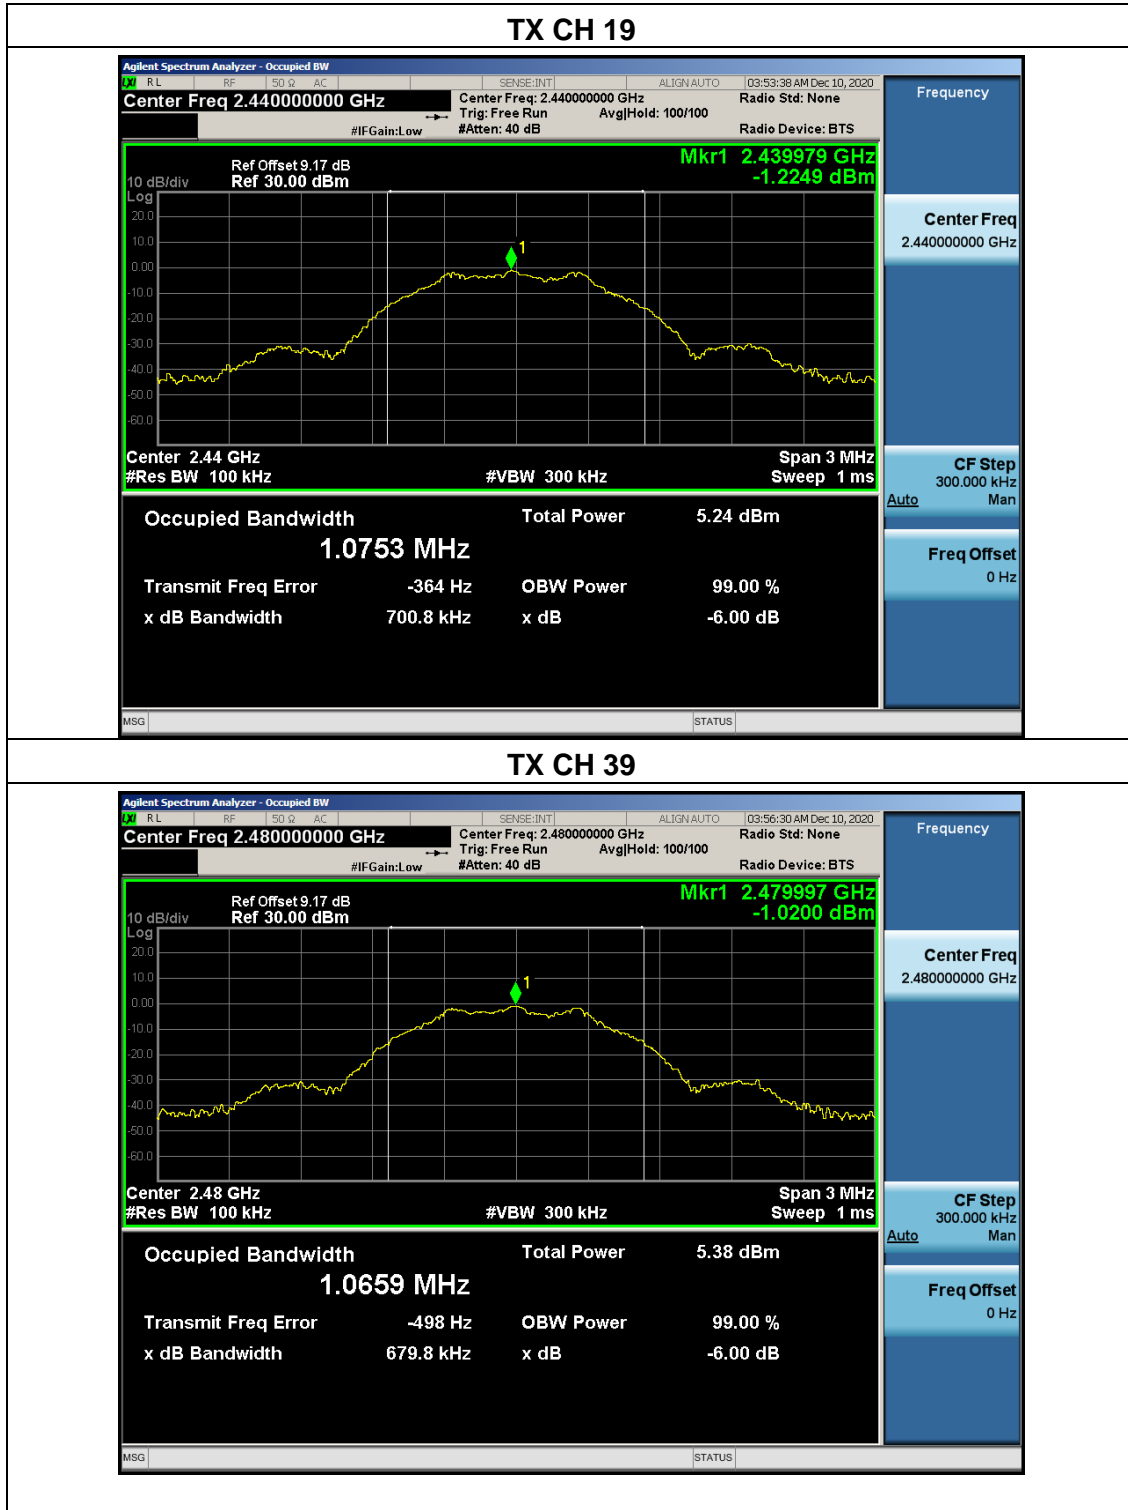 TX CH 19
Agilent Spectrum Analyzer - Occupied BW
LXI RL RF 50 Ω AC SENSE:INT ALIGN AUTO 03:53:38 AM Dec 10, 2020
Center Freq 2.440000000 GHz
Center Freq: 2.440000000 GHz
Radio Std: None
Trig: Free Run Avg|Hold: 100/100
#IFGain:Low #Atten: 40 dB Radio Device: BTS
Frequency
Mkr1 2.439979 GHz
-1.2249 dBm
Ref Offset 9.17 dB
10 dB/div Ref 30.00 dBm
Log
20.0
10.0
0.00
-10.0
-20.0
-30.0
-40.0
-50.0
-60.0
1
Center 2.44 GHz Span 3 MHz
#Res BW 100 kHz #VBW 300 kHz Sweep 1 ms
Center Freq
2.440000000 GHz
CF Step
300.000 kHz
Auto Man
Freq Offset
0 Hz
Occupied Bandwidth Total Power 5.24 dBm
1.0753 MHz
Transmit Freq Error -364 Hz OBW Power 99.00 %
x dB Bandwidth 700.8 kHz x dB -6.00 dB
MSG STATUS
TX CH 39
Agilent Spectrum Analyzer - Occupied BW
LXI RL RF 50 Ω AC SENSE:INT ALIGN AUTO 03:56:30 AM Dec 10, 2020
Center Freq 2.480000000 GHz
Center Freq: 2.480000000 GHz
Radio Std: None
Trig: Free Run Avg|Hold: 100/100
#IFGain:Low #Atten: 40 dB Radio Device: BTS
Frequency
Mkr1 2.479997 GHz
-1.0200 dBm
Ref Offset 9.17 dB
10 dB/div Ref 30.00 dBm
Log
20.0
10.0
0.00
-10.0
-20.0
-30.0
-40.0
-50.0
-60.0
1
Center 2.48 GHz Span 3 MHz
#Res BW 100 kHz #VBW 300 kHz Sweep 1 ms
Center Freq
2.480000000 GHz
CF Step
300.000 kHz
Auto Man
Freq Offset
0 Hz
Occupied Bandwidth Total Power 5.38 dBm
1.0659 MHz
Transmit Freq Error -498 Hz OBW Power 99.00 %
x dB Bandwidth 679.8 kHz x dB -6.00 dB
MSG STATUS